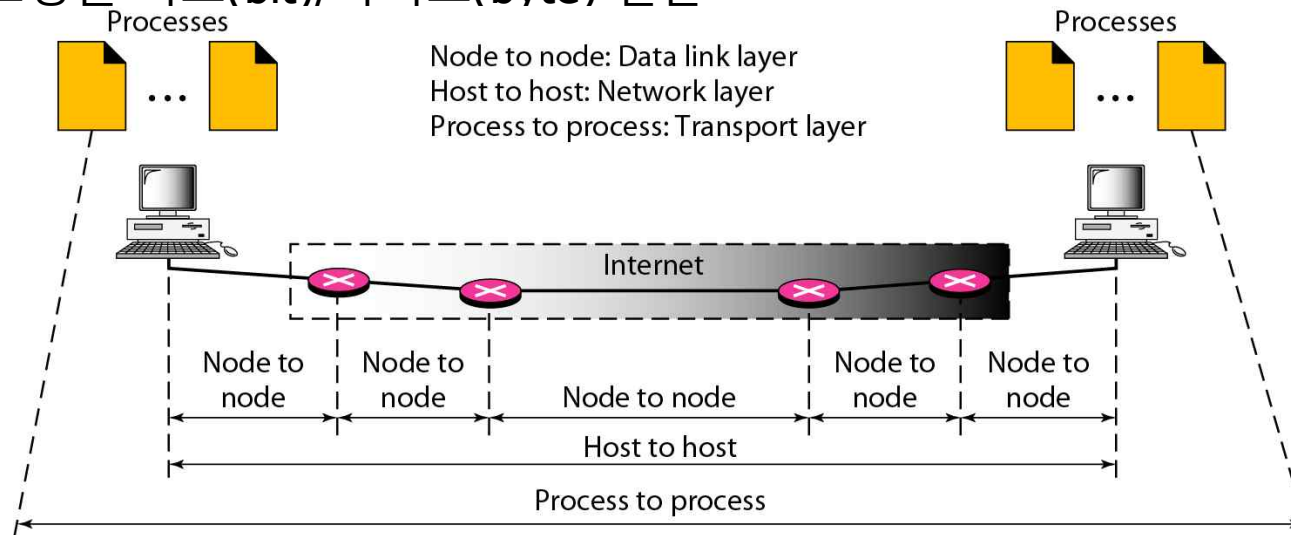 (bit)/ (byte)
Processes
Processes
Node to node: Data link layer
Host to host: Network layer
Process to process: Transport layer
...
...
Internet
Node to
node
Node to
node
Node to node
Node to
node
Node to
node
Host to host
Process to process